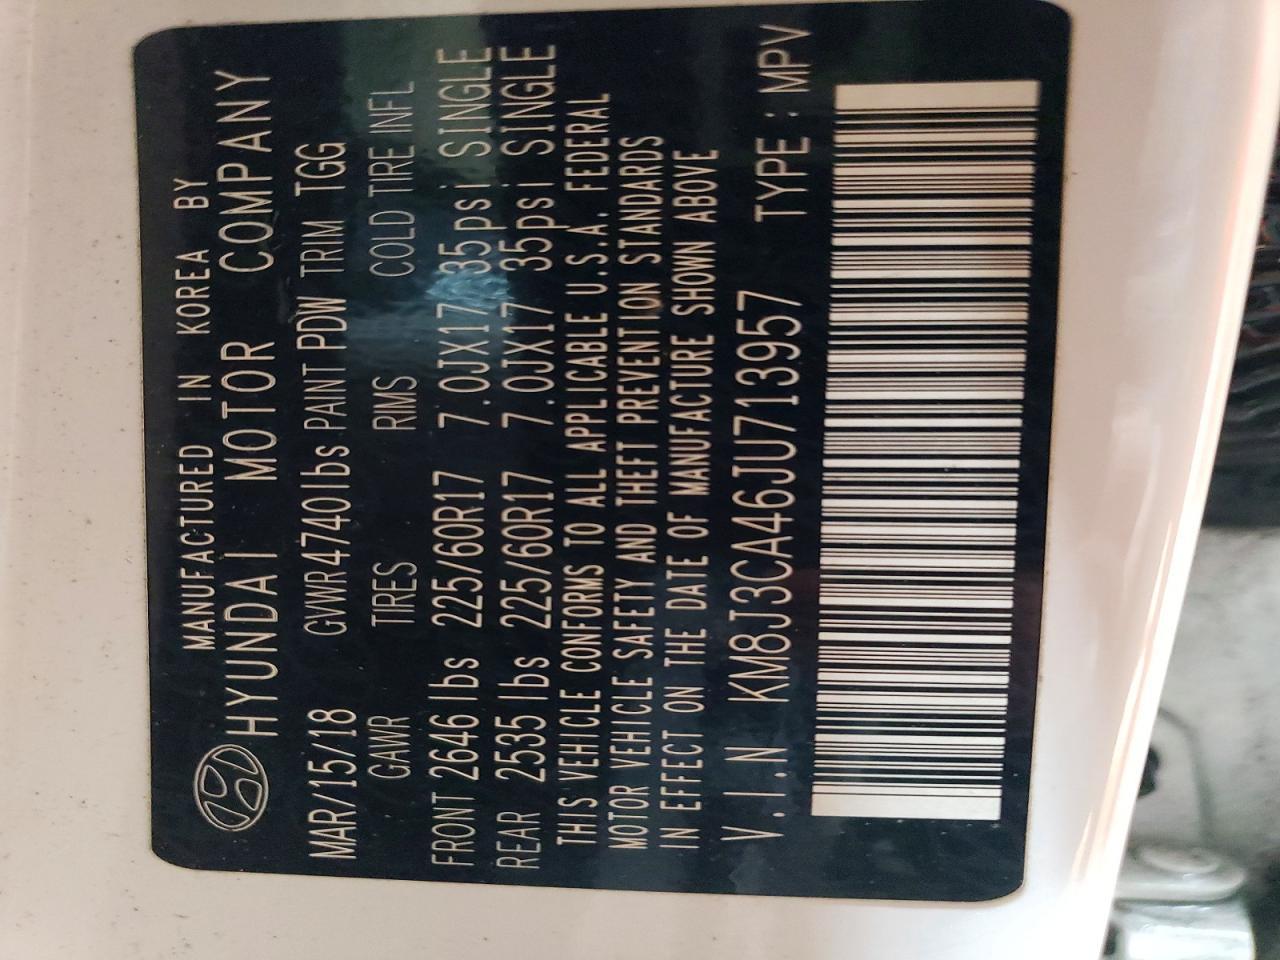 MANUFACTURED IN KOREA BY
HYUNDAI MOTOR COMPANY
MAR/15/18 GVWR4740lbs PAINT PDW TRIM TGG
GAWR TIRES RIMS COLD TIRE INFL
FRONT 2646 lbs 225/60R17 7.0JX17 35psi SINGLE
REAR 2535 lbs 225/60R17 7.0JX17 35psi SINGLE
THIS VEHICLE CONFORMS TO ALL APPLICABLE U.S.A. FEDERAL
MOTOR VEHICLE SAFETY AND THEFT PREVENTION STANDARDS
IN EFFECT ON THE DATE OF MANUFACTURE SHOWN ABOVE
V.I.N KM8J3CA46JU713957 TYPE : MPV